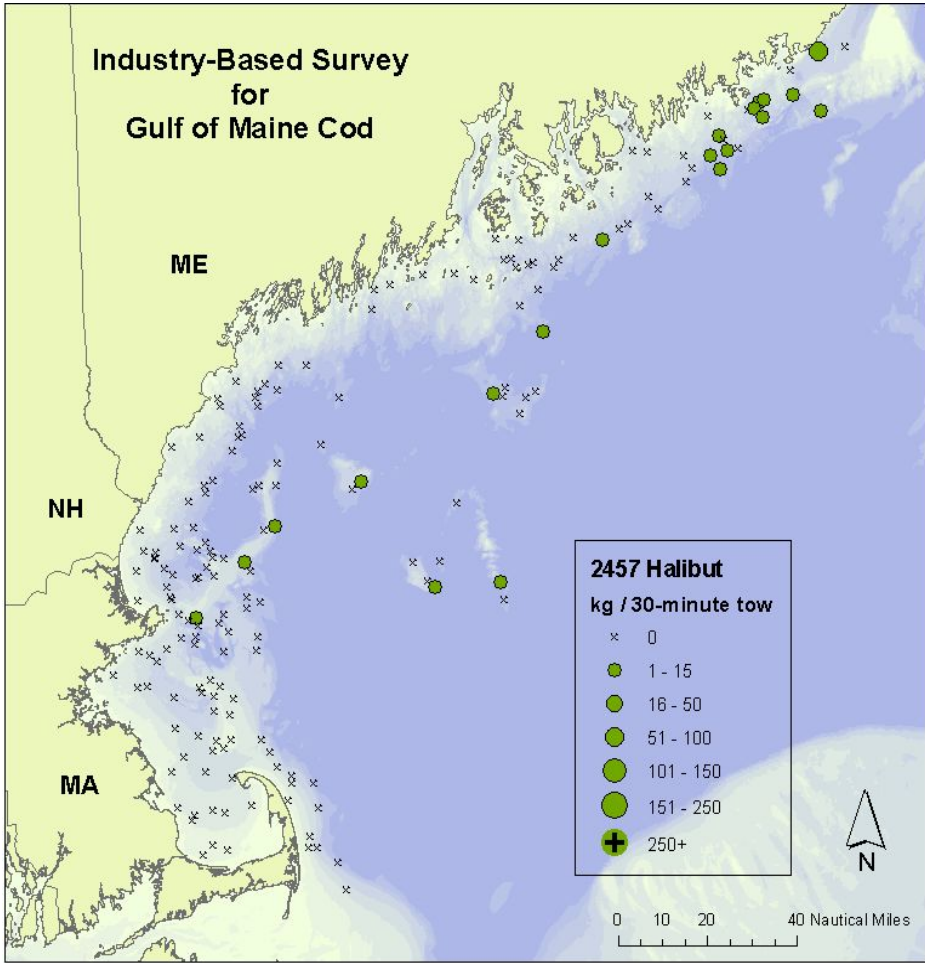 Industry-Based Survey
for
Gulf of Maine Cod
ME
NH
MA
2457 Halibut
kg / 30-minute tow
0
1 - 15
16 - 50
51 - 100
101 - 150
151 - 250
250+
N
0 10 20 40 Nautical Miles